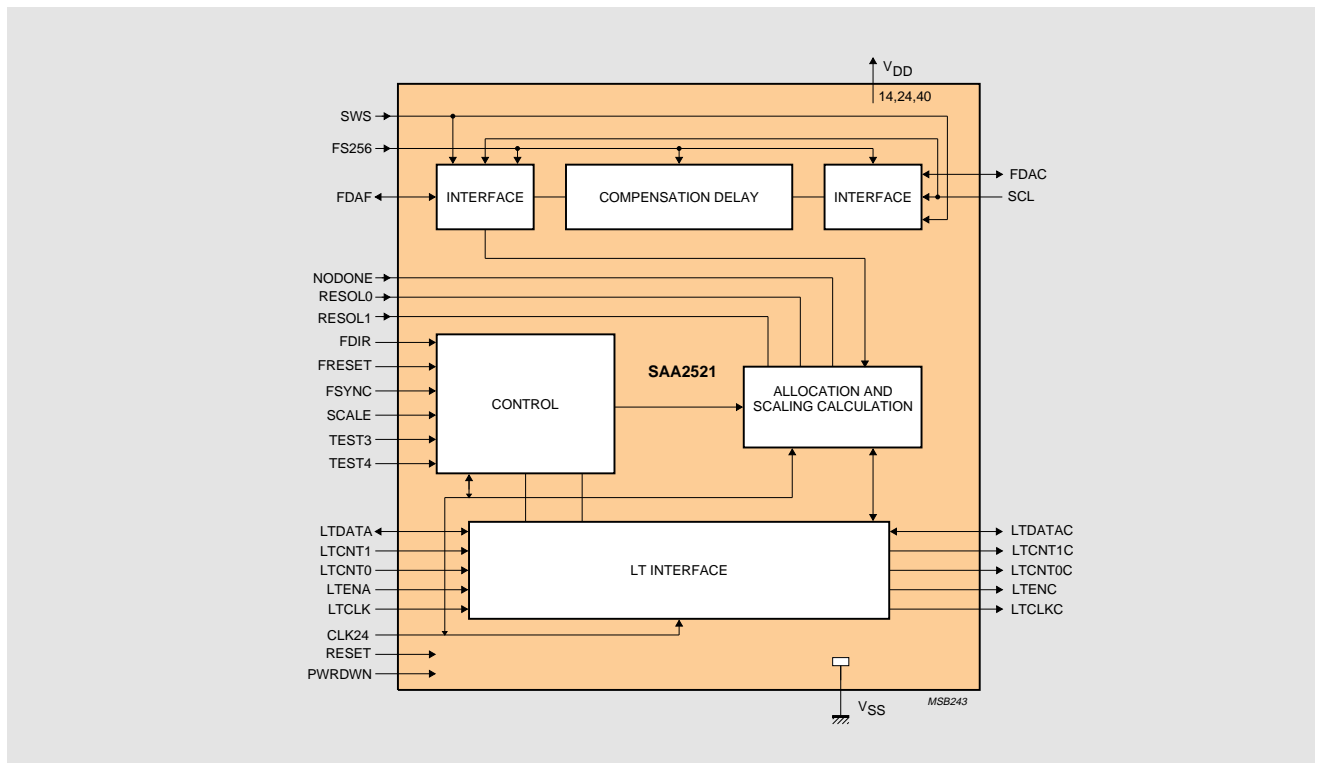 VDD
14,24,40
SWS
FS256
FDAF
INTERFACE
COMPENSATION DELAY
INTERFACE
FDAC
SCL
NODONE
RESOL0
RESOL1
FDIR
FRESET
FSYNC
SCALE
TEST3
TEST4
CONTROL
SAA2521
ALLOCATION AND
SCALING CALCULATION
LTDATA
LTCNT1
LTCNT0
LTENA
LTCLK
CLK24
RESET
PWRDWN
LT INTERFACE
LTDATAC
LTCNT1C
LTCNT0C
LTENC
LTCLKC
VSS
MSB243